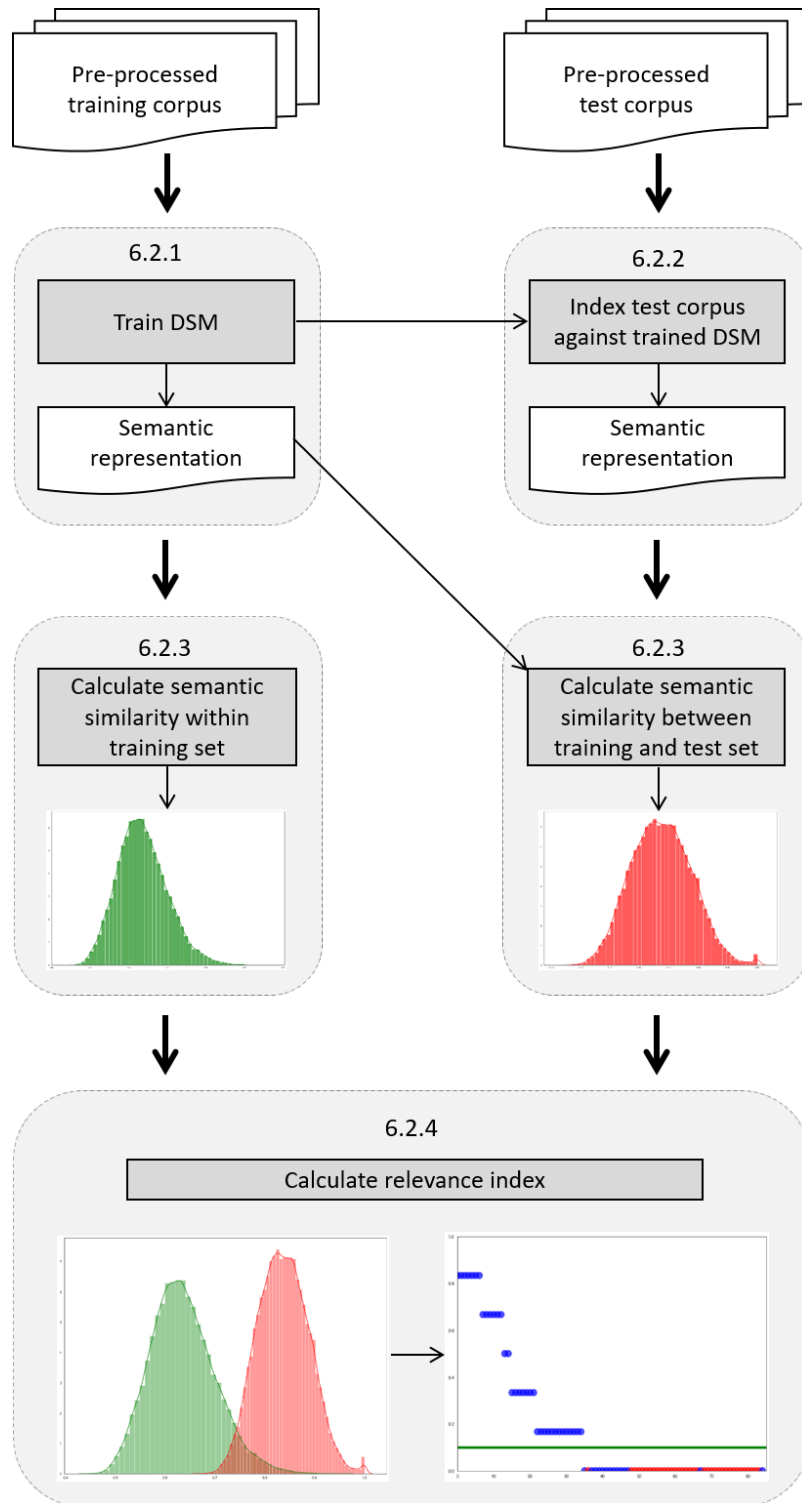 Pre-processed
training corpus
Pre-processed
test corpus
6.2.1
Train DSM
Semantic
representation
6.2.2
Index test corpus
against trained DSM
Semantic
representation
6.2.3
Calculate semantic
similarity within
training set
6.2.3
Calculate semantic
similarity between
training and test set
6.2.4
Calculate relevance index